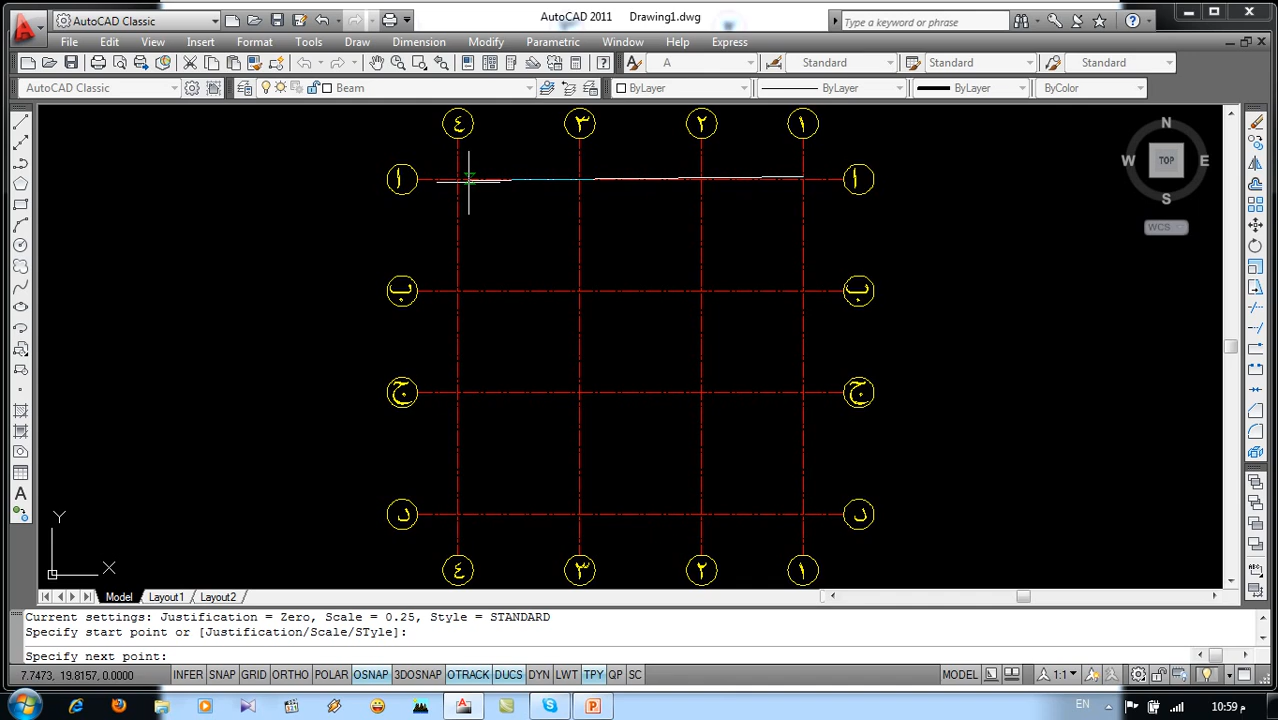 AutoCAD Classic
AutoCAD 2011 Drawing1.dwg
Type a keyword or phrase
File Edit View Insert Format Tools Draw Dimension Modify Parametric Window Help Express
A Standard Standard Standard
AutoCAD Classic Beam ByLayer ByLayer ByLayer ByColor
٤ ٣ ٢ ١
N
W TOP E
S
أ أ
WCS
ب ب
ج ج
د د
Y
X
٤ ٣ ٢ ١
Model Layout1 Layout2
Current settings: Justification = Zero, Scale = 0.25, Style = STANDARD
Specify start point or [Justification/Scale/STyle]:
Specify next point:
7.7473, 19.8157, 0.0000 INFER SNAP GRID ORTHO POLAR OSNAP 3DOSNAP OTRACK DUCS DYN LWT TPY QP SC MODEL 1:1
EN 10:59 م